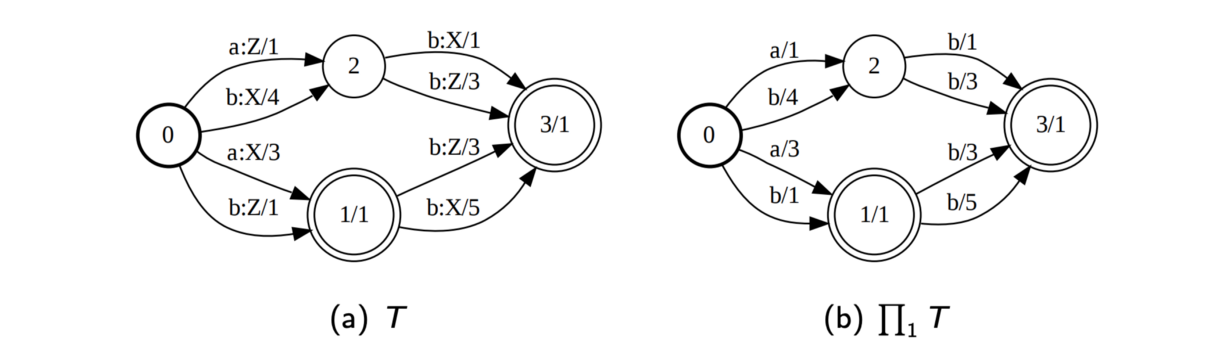 a:Z/1
b:X/4
a:X/3
b:Z/1
0
2
1/1
b:X/1
b:Z/3
b:Z/3
b:X/5
3/1
(a) T
a/1
b/4
a/3
b/1
0
2
1/1
b/1
b/3
b/3
b/5
3/1
(b) ∏₁ T